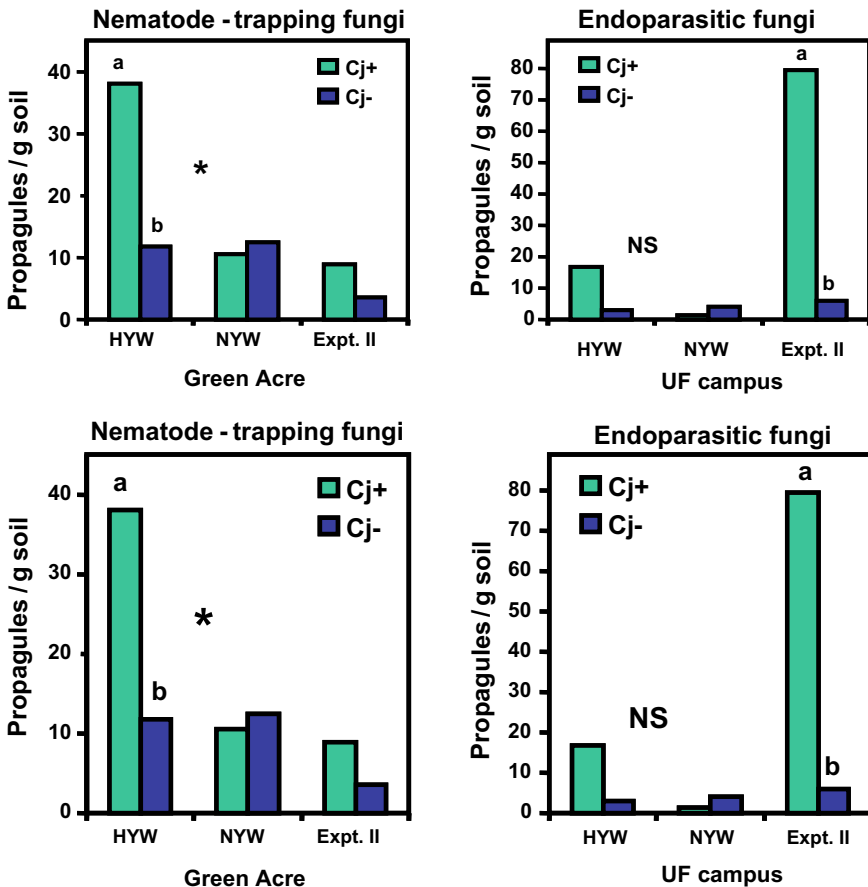 Nematode - trapping fungi
Propagules / g soil
40
30
20
10
0
a
b
*
Cj+
Cj-
HYW NYW Expt. II
Green Acre
Endoparasitic fungi
Propagules / g soil
80
70
60
50
40
30
20
10
0
Cj+
Cj-
NS
a
b
HYW NYW Expt. II
UF campus
Nematode - trapping fungi
Propagules / g soil
40
30
20
10
0
a
b
*
Cj+
Cj-
HYW NYW Expt. II
Green Acre
Endoparasitic fungi
Propagules / g soil
80
70
60
50
40
30
20
10
0
Cj+
Cj-
NS
a
b
HYW NYW Expt. II
UF campus